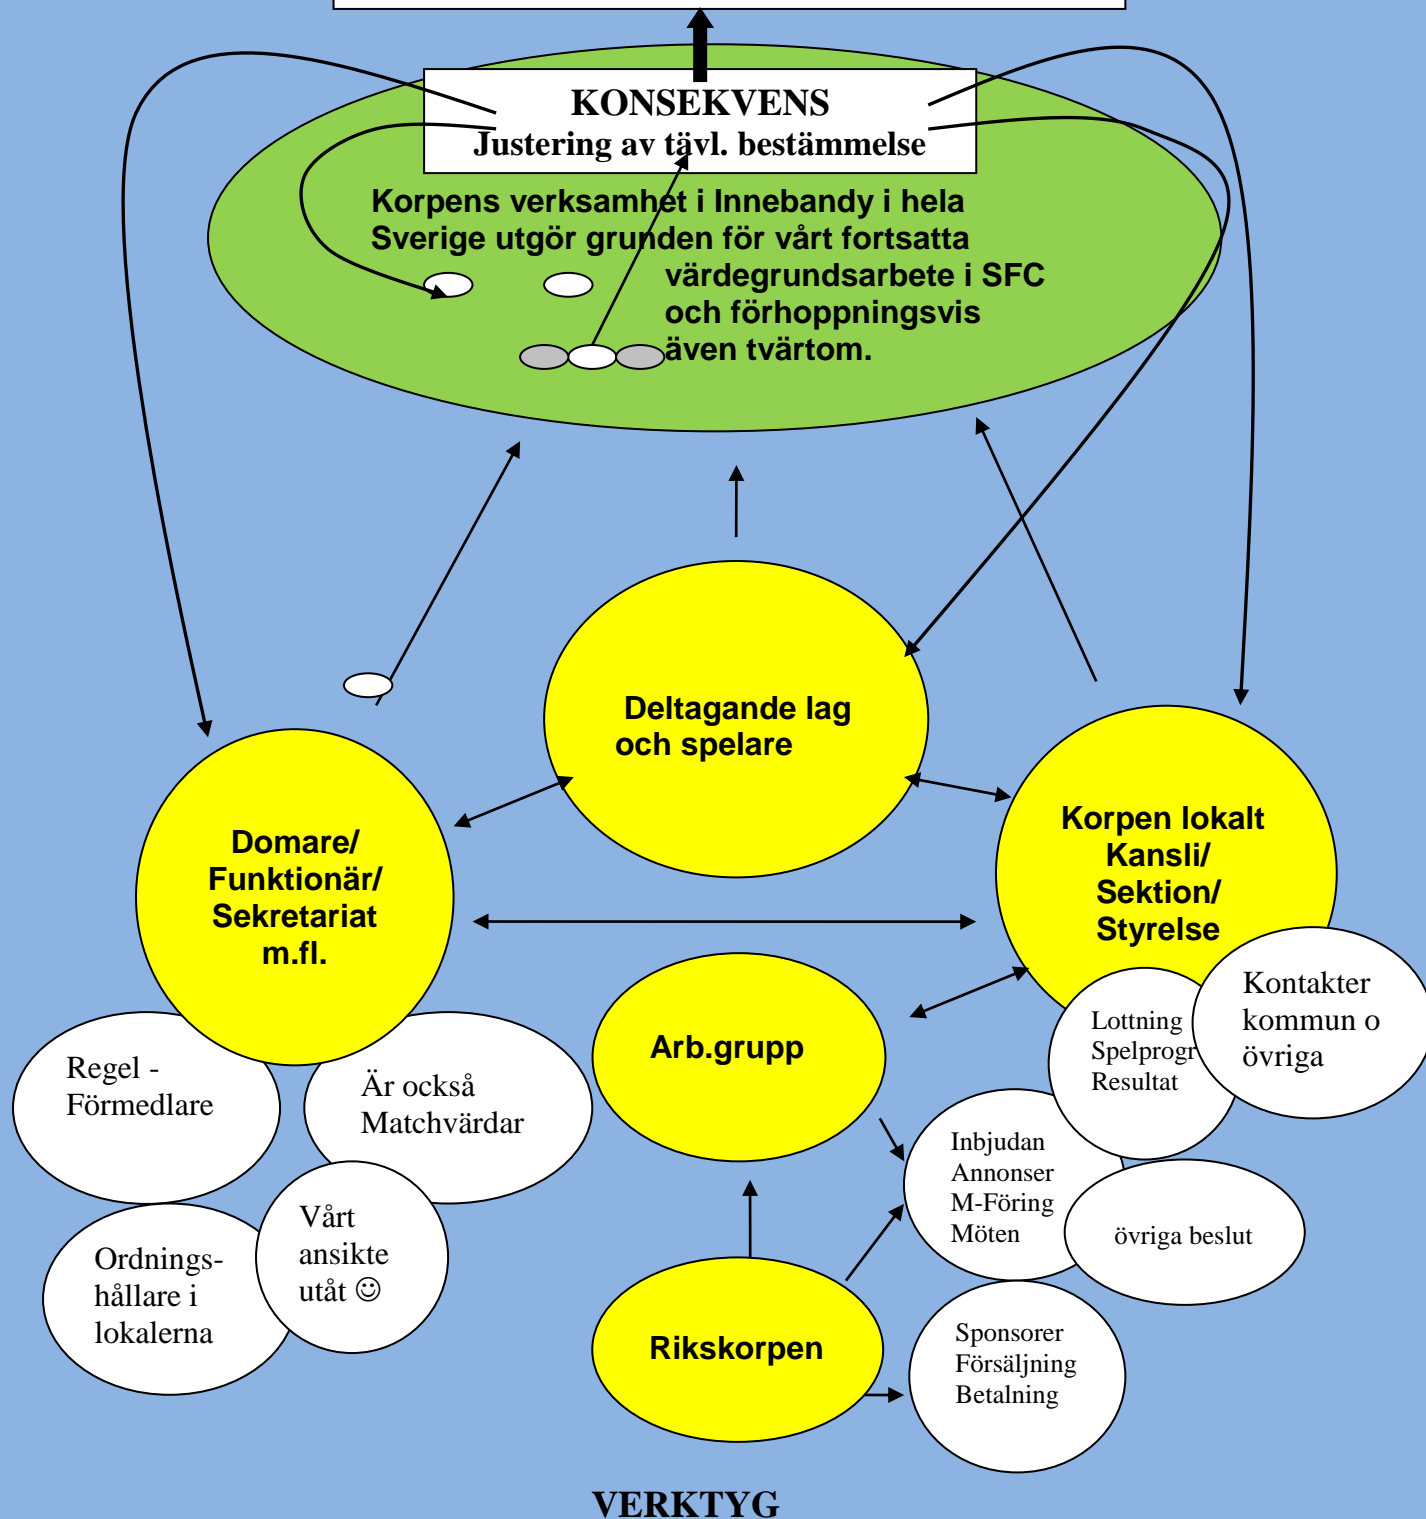 KONSEKVENS
Justering av tävl. bestämmelse
Korpens verksamhet i Innebandy i hela
Sverige utgör grunden för vårt fortsatta
värdegrundsarbete i SFC
och förhoppningsvis
även tvärtom.
Deltagande lag
och spelare
Domare/
Funktionär/
Sekretariat
m.fl.
Korpen lokalt
Kansli/
Sektion/
Styrelse
Arb.grupp
Rikskorpen
Regel -
Förmedlare
Är också
Matchvärdar
Ordnings-
hållare i
lokalerna
Vårt
ansikte
utåt ☺
Kontakter
kommun o
övriga
Lottning
Spelprogr
Resultat
Inbjudan
Annonser
M-Föring
Möten
övriga beslut
Sponsorer
Försäljning
Betalning
VERKTYG